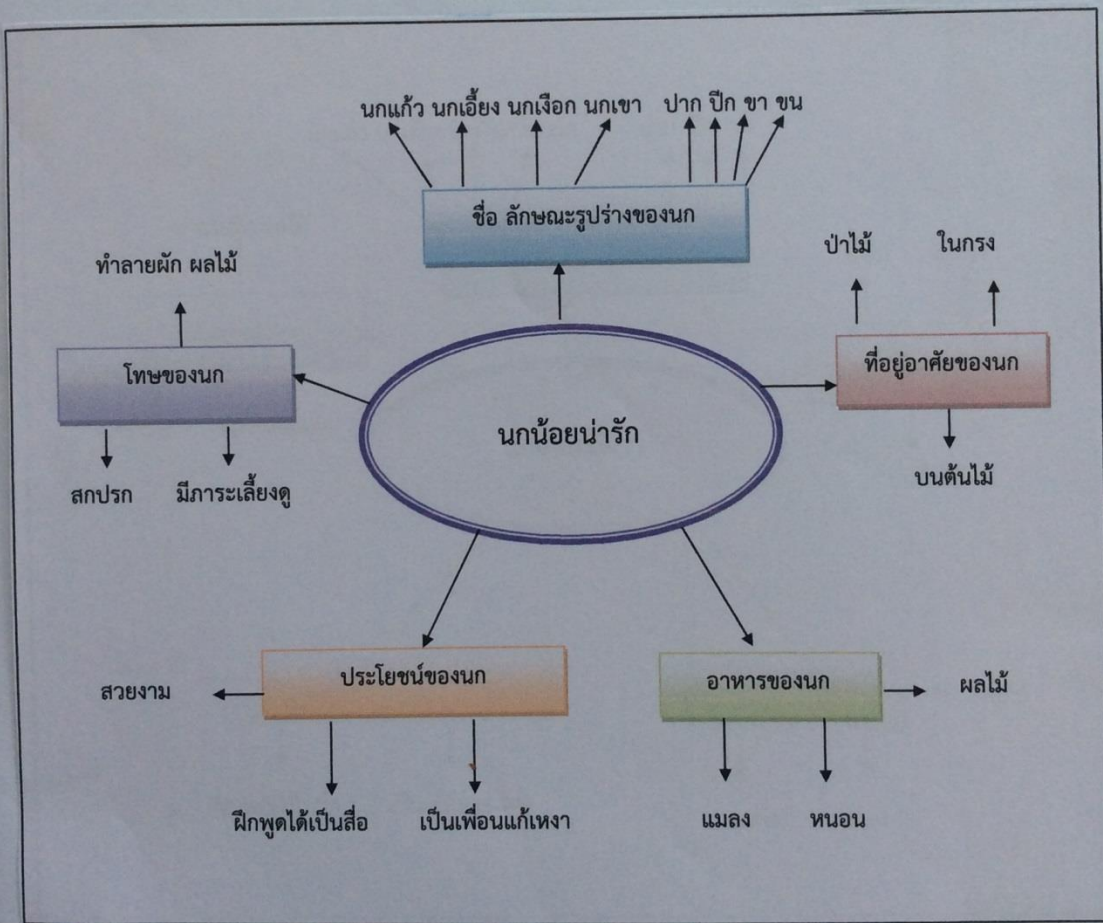 นกแก้ว นกเอี้ยง นกเงือก นกเขา ปาก ปีก ขา ขน
ชื่อ ลักษณะรูปร่างของนก
ป่าไม้ ในกรง
ทำลายผัก ผลไม้
ที่อยู่อาศัยของนก
โทษของนก
นกน้อยน่ารัก
บนต้นไม้
สกปรก มีภาระเลี้ยงดู
ประโยชน์ของนก
อาหารของนก
สวยงาม
ผลไม้
ฝึกพูดได้เป็นสื่อ เป็นเพื่อนแก้เหงา
แมลง หนอน